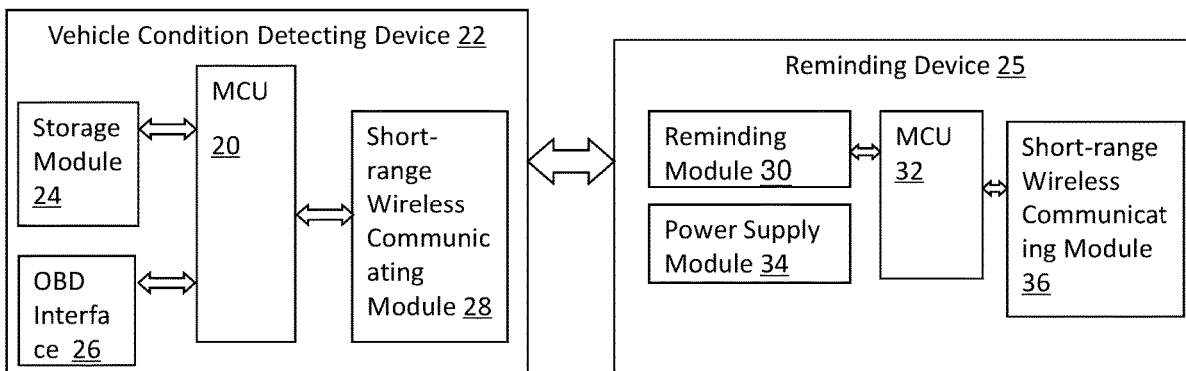 Vehicle Condition Detecting Device 22
MCU
20
Storage
Module
24
OBD
Interfa
ce 26
Short-
range
Wireless
Communic
ating
Module 28
Reminding Device 25
Reminding
Module 30
Power Supply
Module 34
MCU
32
Short-range
Wireless
Communicat
ing Module
36